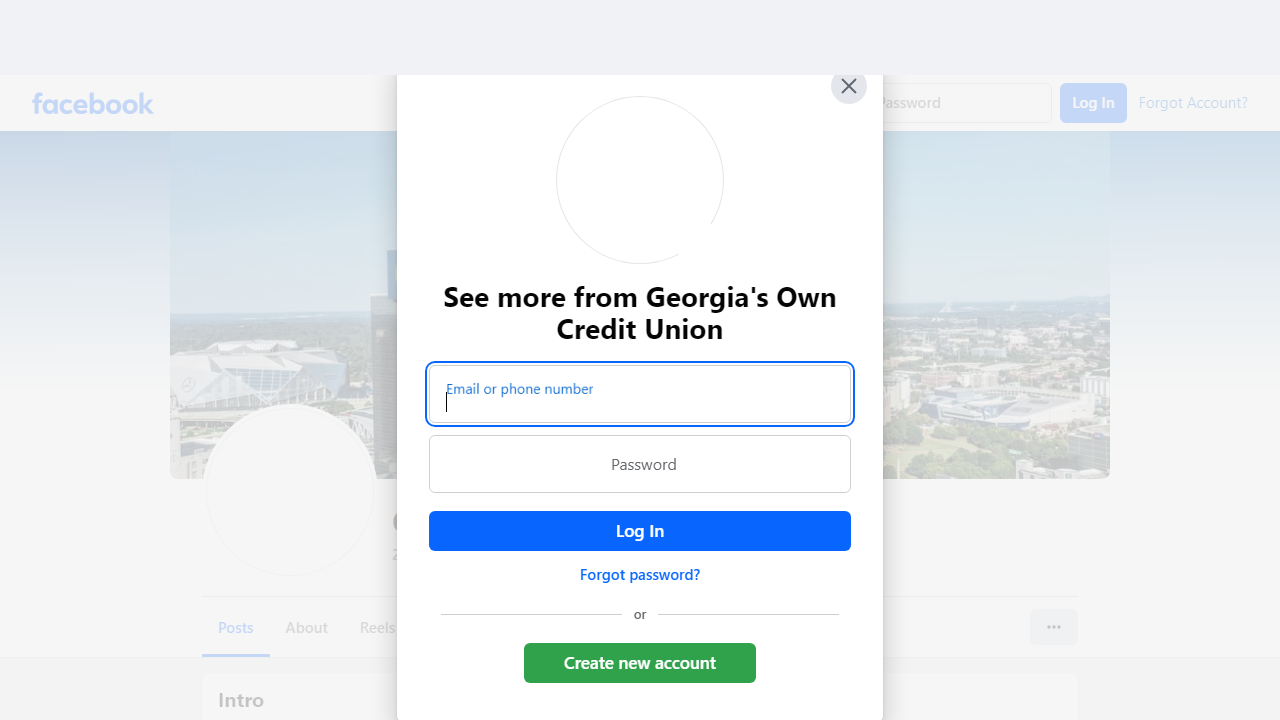 facebook
Password
Log In
Forgot Account?
See more from Georgia's Own
Credit Union
Email or phone number
Password
Log In
Forgot password?
or
Create new account
Posts
About
Reels
Intro